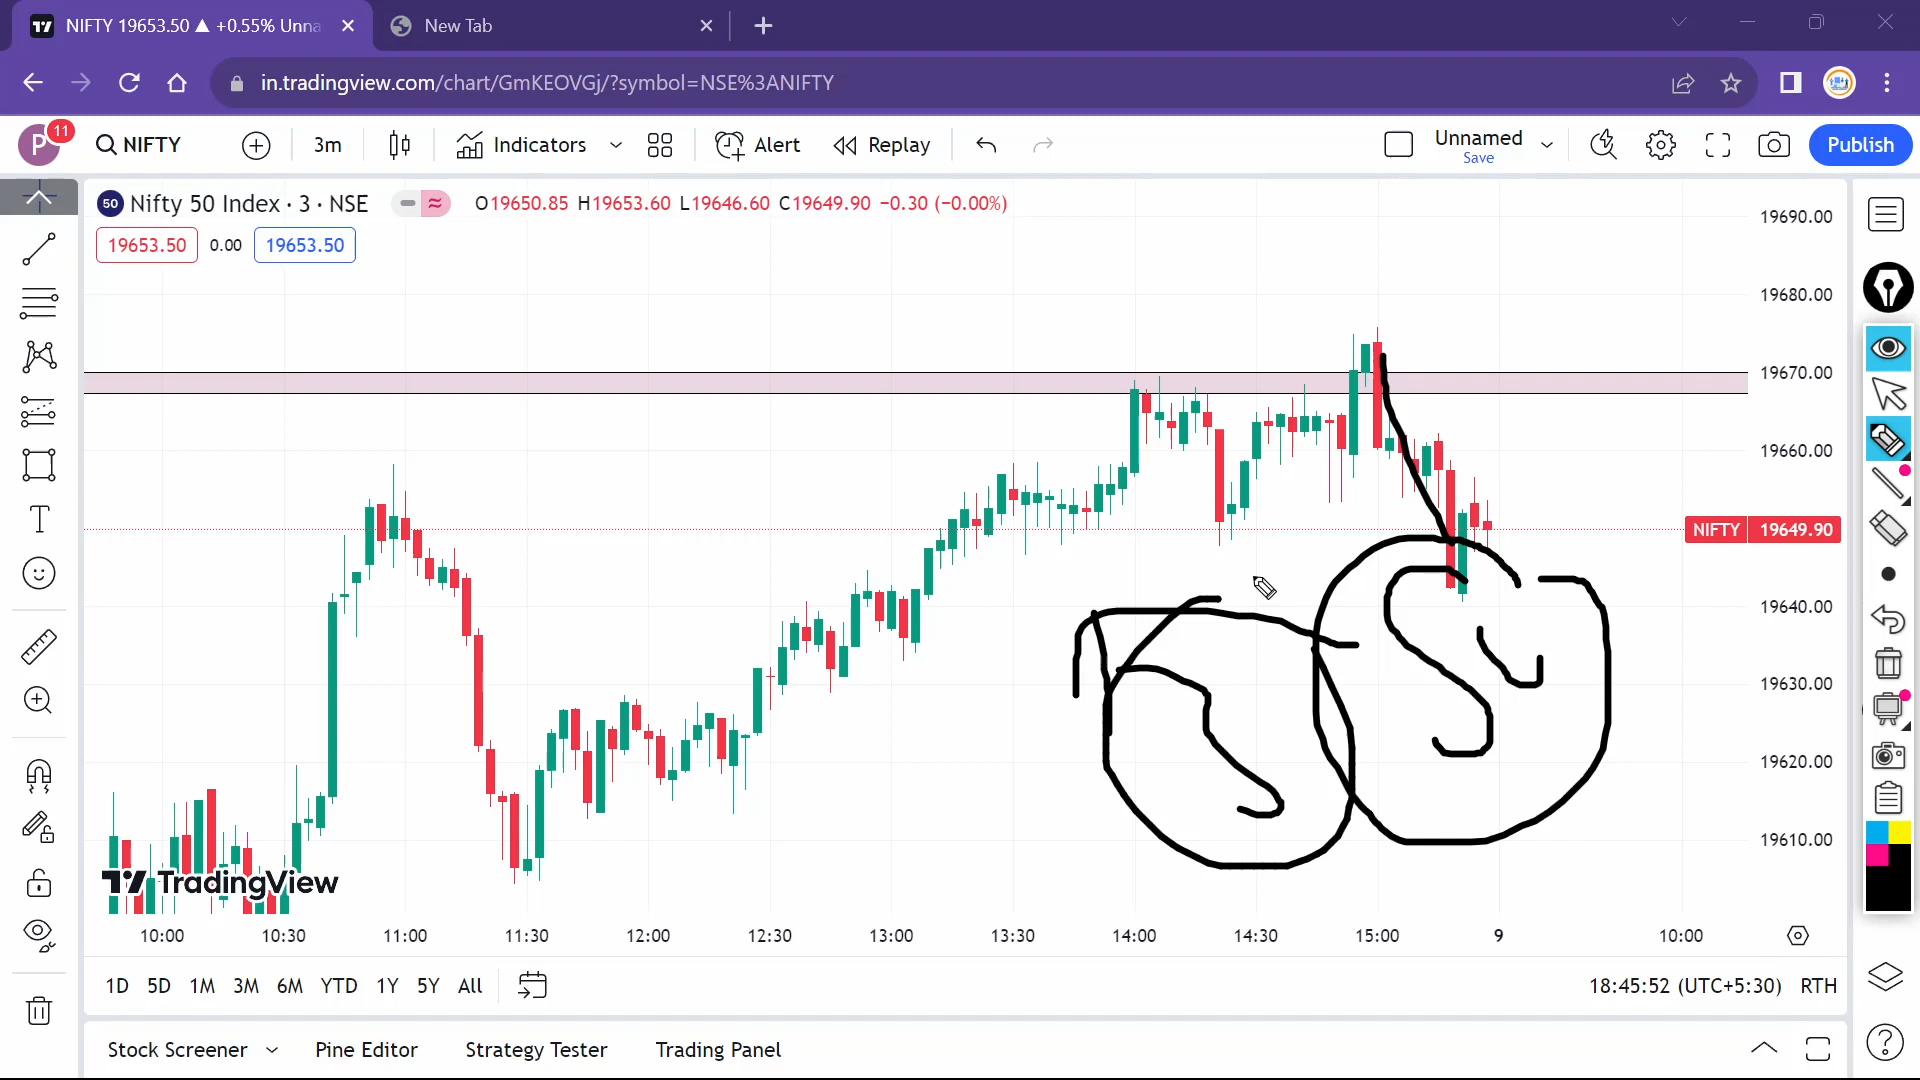 NIFTY 19653.50 ▲ +0.55% Unna
New Tab
in.tradingview.com/chart/GmKEOVGj/?symbol=NSE%3ANIFTY
P 11 NIFTY 3m Indicators Alert Replay Unnamed Save Publish
50 Nifty 50 Index · 3 · NSE O19650.85 H19653.60 L19646.60 C19649.90 −0.30 (−0.00%)
19653.50 0.00 19653.50
19690.00
19680.00
19670.00
19660.00
NIFTY 19649.90
19640.00
19630.00
19620.00
19610.00
TradingView
10:00 10:30 11:00 11:30 12:00 12:30 13:00 13:30 14:00 14:30 15:00 9 10:00
1D 5D 1M 3M 6M YTD 1Y 5Y All 18:45:52 (UTC+5:30) RTH
Stock Screener Pine Editor Strategy Tester Trading Panel